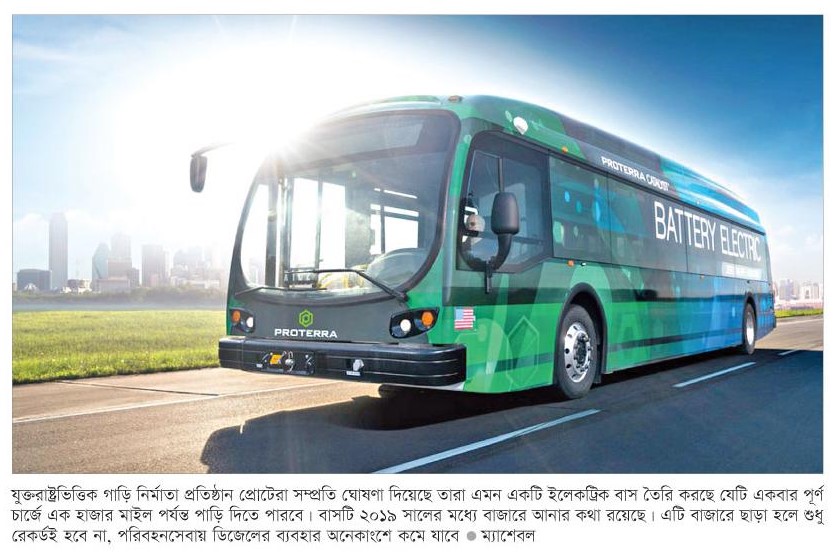 PROTERRA CATALYST
BATTERY ELECTRIC
PROTERRA
যুক্তরাষ্ট্রভিত্তিক গাড়ি নির্মাতা প্রতিষ্ঠান প্রোটেরা সম্প্রতি ঘোষণা দিয়েছে তারা এমন একটি ইলেকট্রিক বাস তৈরি করছে যেটি একবার পূর্ণ
চার্জে এক হাজার মাইল পর্যন্ত পাড়ি দিতে পারবে। বাসটি ২০১৯ সালের মধ্যে বাজারে আনার কথা রয়েছে। এটি বাজারে ছাড়া হলে শুধু
রেকর্ডই হবে না, পরিবহনসেবায় ডিজেলের ব্যবহার অনেকাংশে কমে যাবে ● ম্যাশেবল